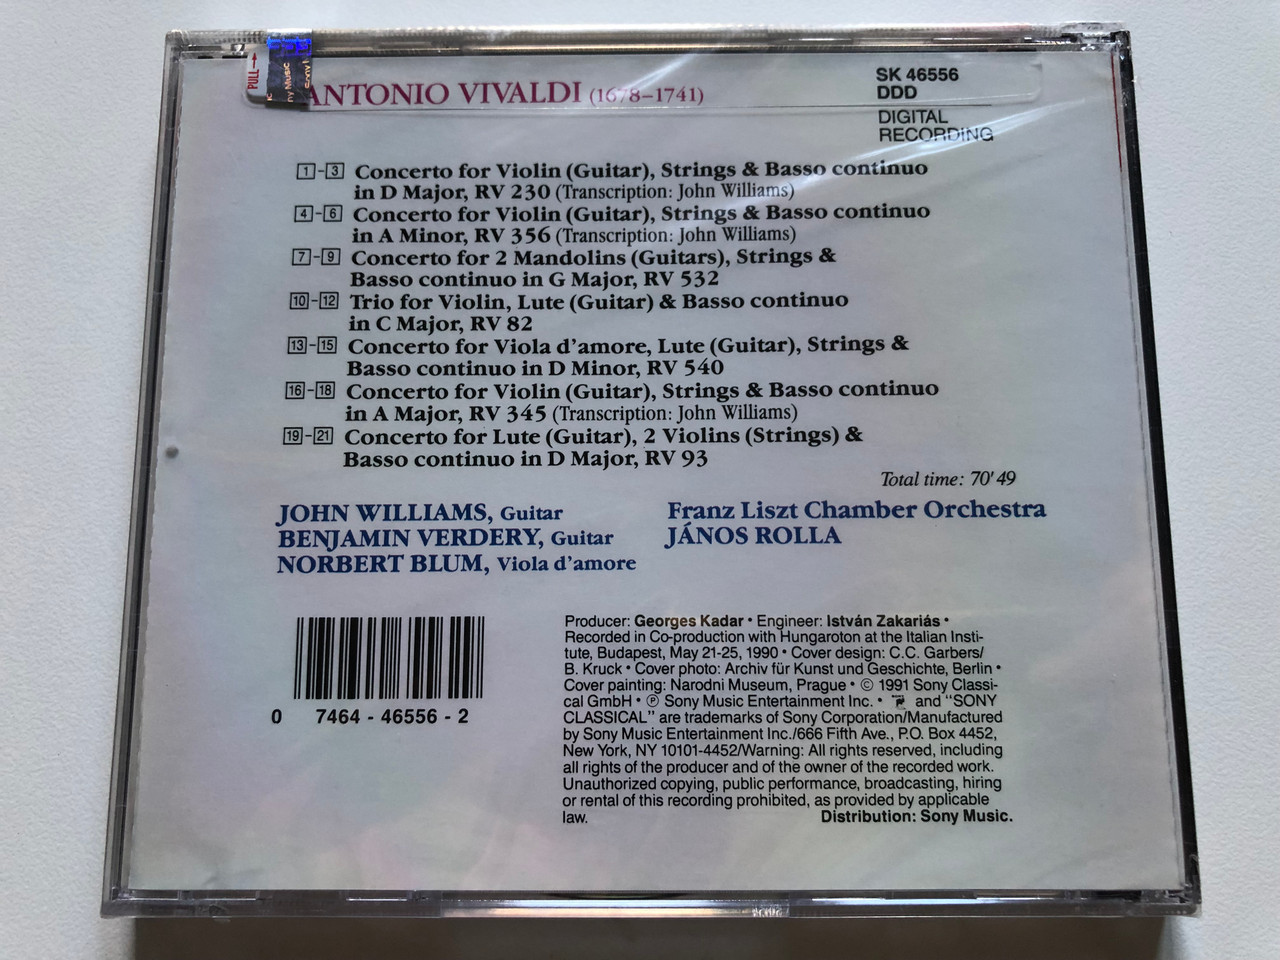 PULL→
ny Music
Sony M
ANTONIO VIVALDI (1678–1741)
SK 46556
DDD
DIGITAL
RECORDING
1-3 Concerto for Violin (Guitar), Strings & Basso continuo
in D Major, RV 230 (Transcription: John Williams)
4-6 Concerto for Violin (Guitar), Strings & Basso continuo
in A Minor, RV 356 (Transcription: John Williams)
7-9 Concerto for 2 Mandolins (Guitars), Strings &
Basso continuo in G Major, RV 532
10-12 Trio for Violin, Lute (Guitar) & Basso continuo
in C Major, RV 82
13-15 Concerto for Viola d'amore, Lute (Guitar), Strings &
Basso continuo in D Minor, RV 540
16-18 Concerto for Violin (Guitar), Strings & Basso continuo
in A Major, RV 345 (Transcription: John Williams)
19-21 Concerto for Lute (Guitar), 2 Violins (Strings) &
Basso continuo in D Major, RV 93
Total time: 70'49
JOHN WILLIAMS, Guitar
BENJAMIN VERDERY, Guitar
NORBERT BLUM, Viola d'amore
Franz Liszt Chamber Orchestra
JÁNOS ROLLA
0 7464 - 46556 - 2
Producer: Georges Kadar • Engineer: István Zakariás •
Recorded in Co-production with Hungaroton at the Italian Insti-
tute, Budapest, May 21-25, 1990 • Cover design: C.C. Garbers/
B. Kruck • Cover photo: Archiv für Kunst und Geschichte, Berlin •
Cover painting: Narodni Museum, Prague • © 1991 Sony Classi-
cal GmbH • ℗ Sony Music Entertainment Inc. • and "SONY
CLASSICAL" are trademarks of Sony Corporation/Manufactured
by Sony Music Entertainment Inc./666 Fifth Ave., P.O. Box 4452,
New York, NY 10101-4452/Warning: All rights reserved, including
all rights of the producer and of the owner of the recorded work.
Unauthorized copying, public performance, broadcasting, hiring
or rental of this recording prohibited, as provided by applicable
law.
Distribution: Sony Music.